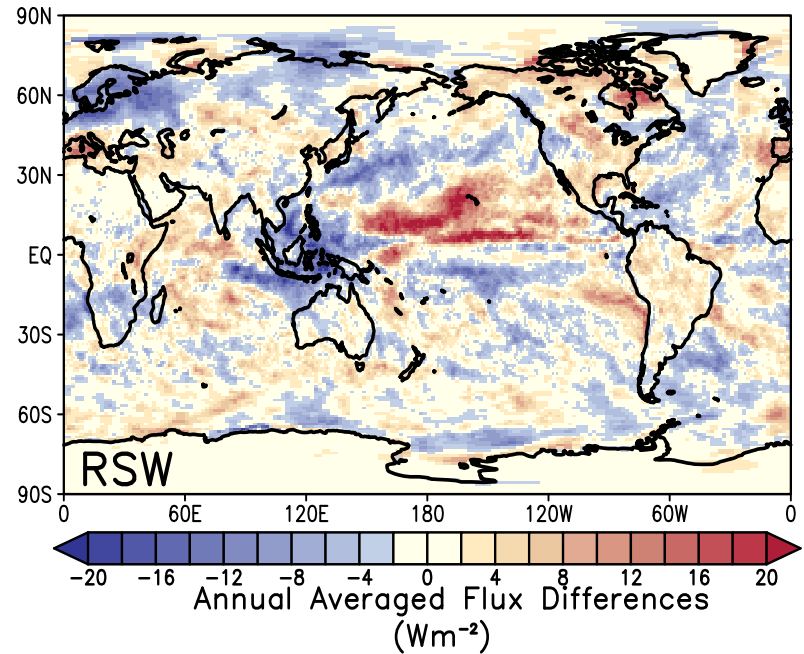 90N
60N
30N
EQ
30S
60S
90S
RSW
0 60E 120E 180 120W 60W 0
-20 -16 -12 -8 -4 0 4 8 12 16 20
Annual Averaged Flux Differences
(Wm⁻²)